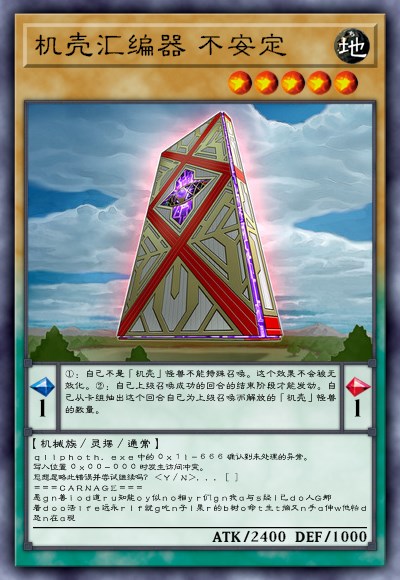 机壳汇编器 不安定
地
①：自己不是「机壳」怪兽不能特殊召唤。这个效果不会被无
效化。②：自己上级召唤成功的回合的结束阶段才能发动。自
己从卡组抽出这个回合自己为上级召唤而解放的「机壳」怪兽
的数量。
1
1
【机械族／灵摆／通常】
qliphoth.exe中的0x1i-666确认到未处理的异常。
写入位置0x00-000时发生访问冲突。
您想忽略此错误并尝试继续吗？＜Y/N＞...[ ]
===CARNAGE===
ATK/2400 DEF/1000